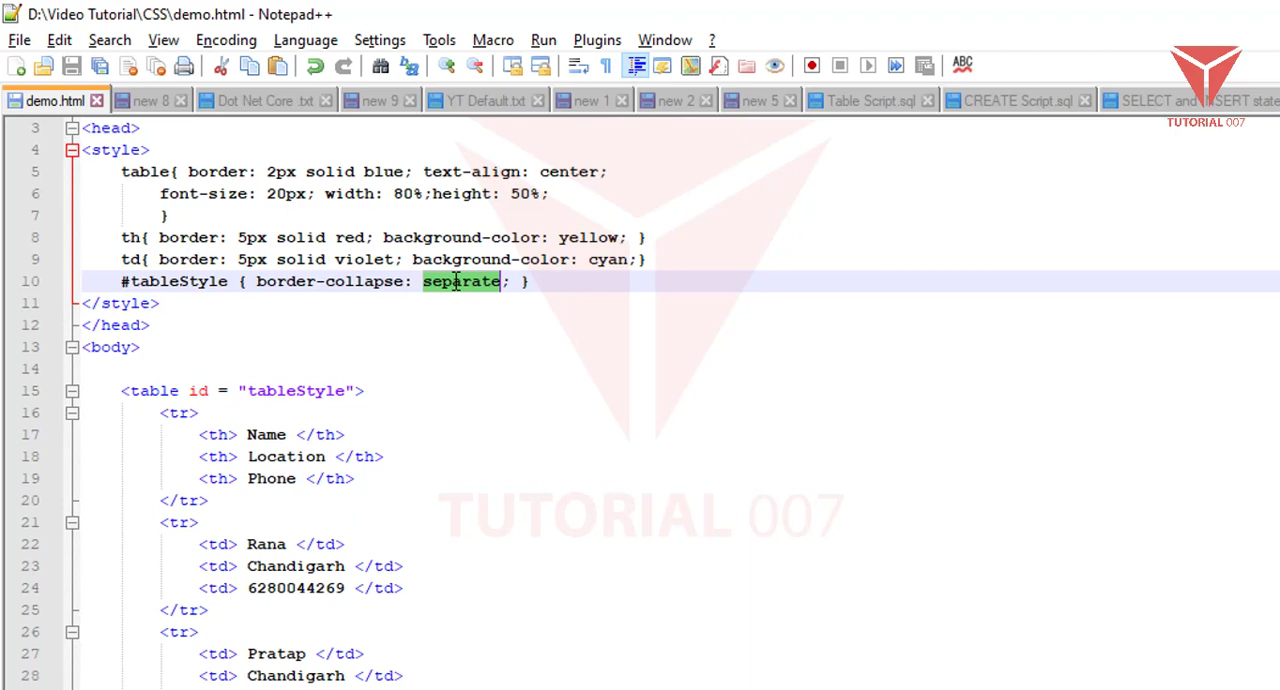 D:\Video Tutorial\CSS\demo.html - Notepad++
File Edit Search View Encoding Language Settings Tools Macro Run Plugins Window ?
ABC
demo.html new 8 Dot Net Core .txt new 9 YT Default.txt new 1 new 2 new 5 Table Script.sql CREATE Script.sql SELECT and INSERT state
TUTORIAL 007
3 <head>
4 <style>
5 table{ border: 2px solid blue; text-align: center;
6 font-size: 20px; width: 80%;height: 50%;
7 }
8 th{ border: 5px solid red; background-color: yellow; }
9 td{ border: 5px solid violet; background-color: cyan;}
10 #tableStyle { border-collapse: separate; }
11 </style>
12 </head>
13 <body>
14
15 <table id = "tableStyle">
16 <tr>
17 <th> Name </th>
18 <th> Location </th>
19 <th> Phone </th>
20 </tr>
TUTORIAL 007
21 <tr>
22 <td> Rana </td>
23 <td> Chandigarh </td>
24 <td> 6280044269 </td>
25 </tr>
26 <tr>
27 <td> Pratap </td>
28 <td> Chandigarh </td>